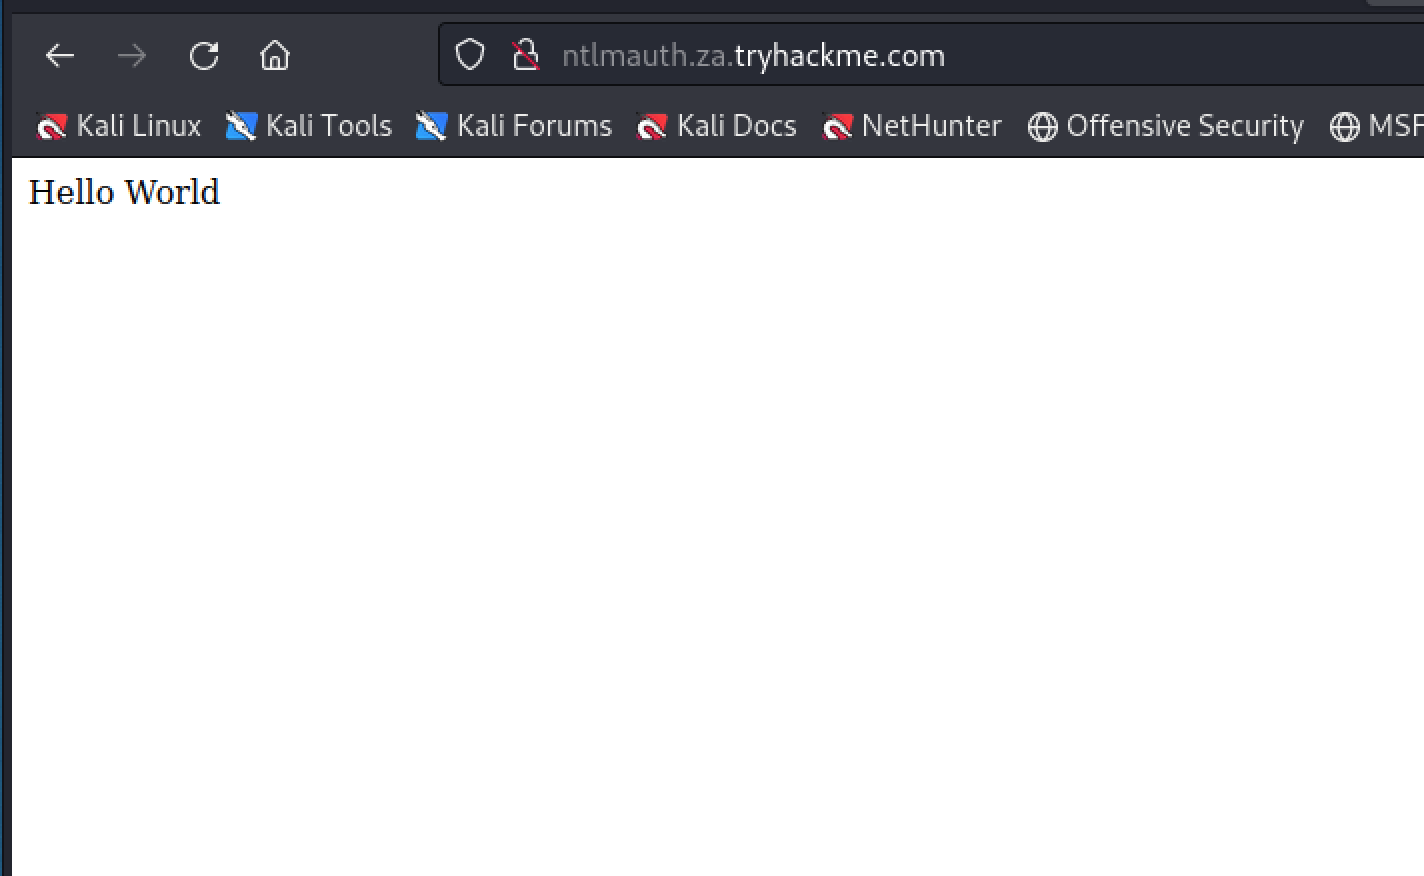 ntlmauth.za.tryhackme.com
Kali Linux Kali Tools Kali Forums Kali Docs NetHunter Offensive Security MSF
Hello World